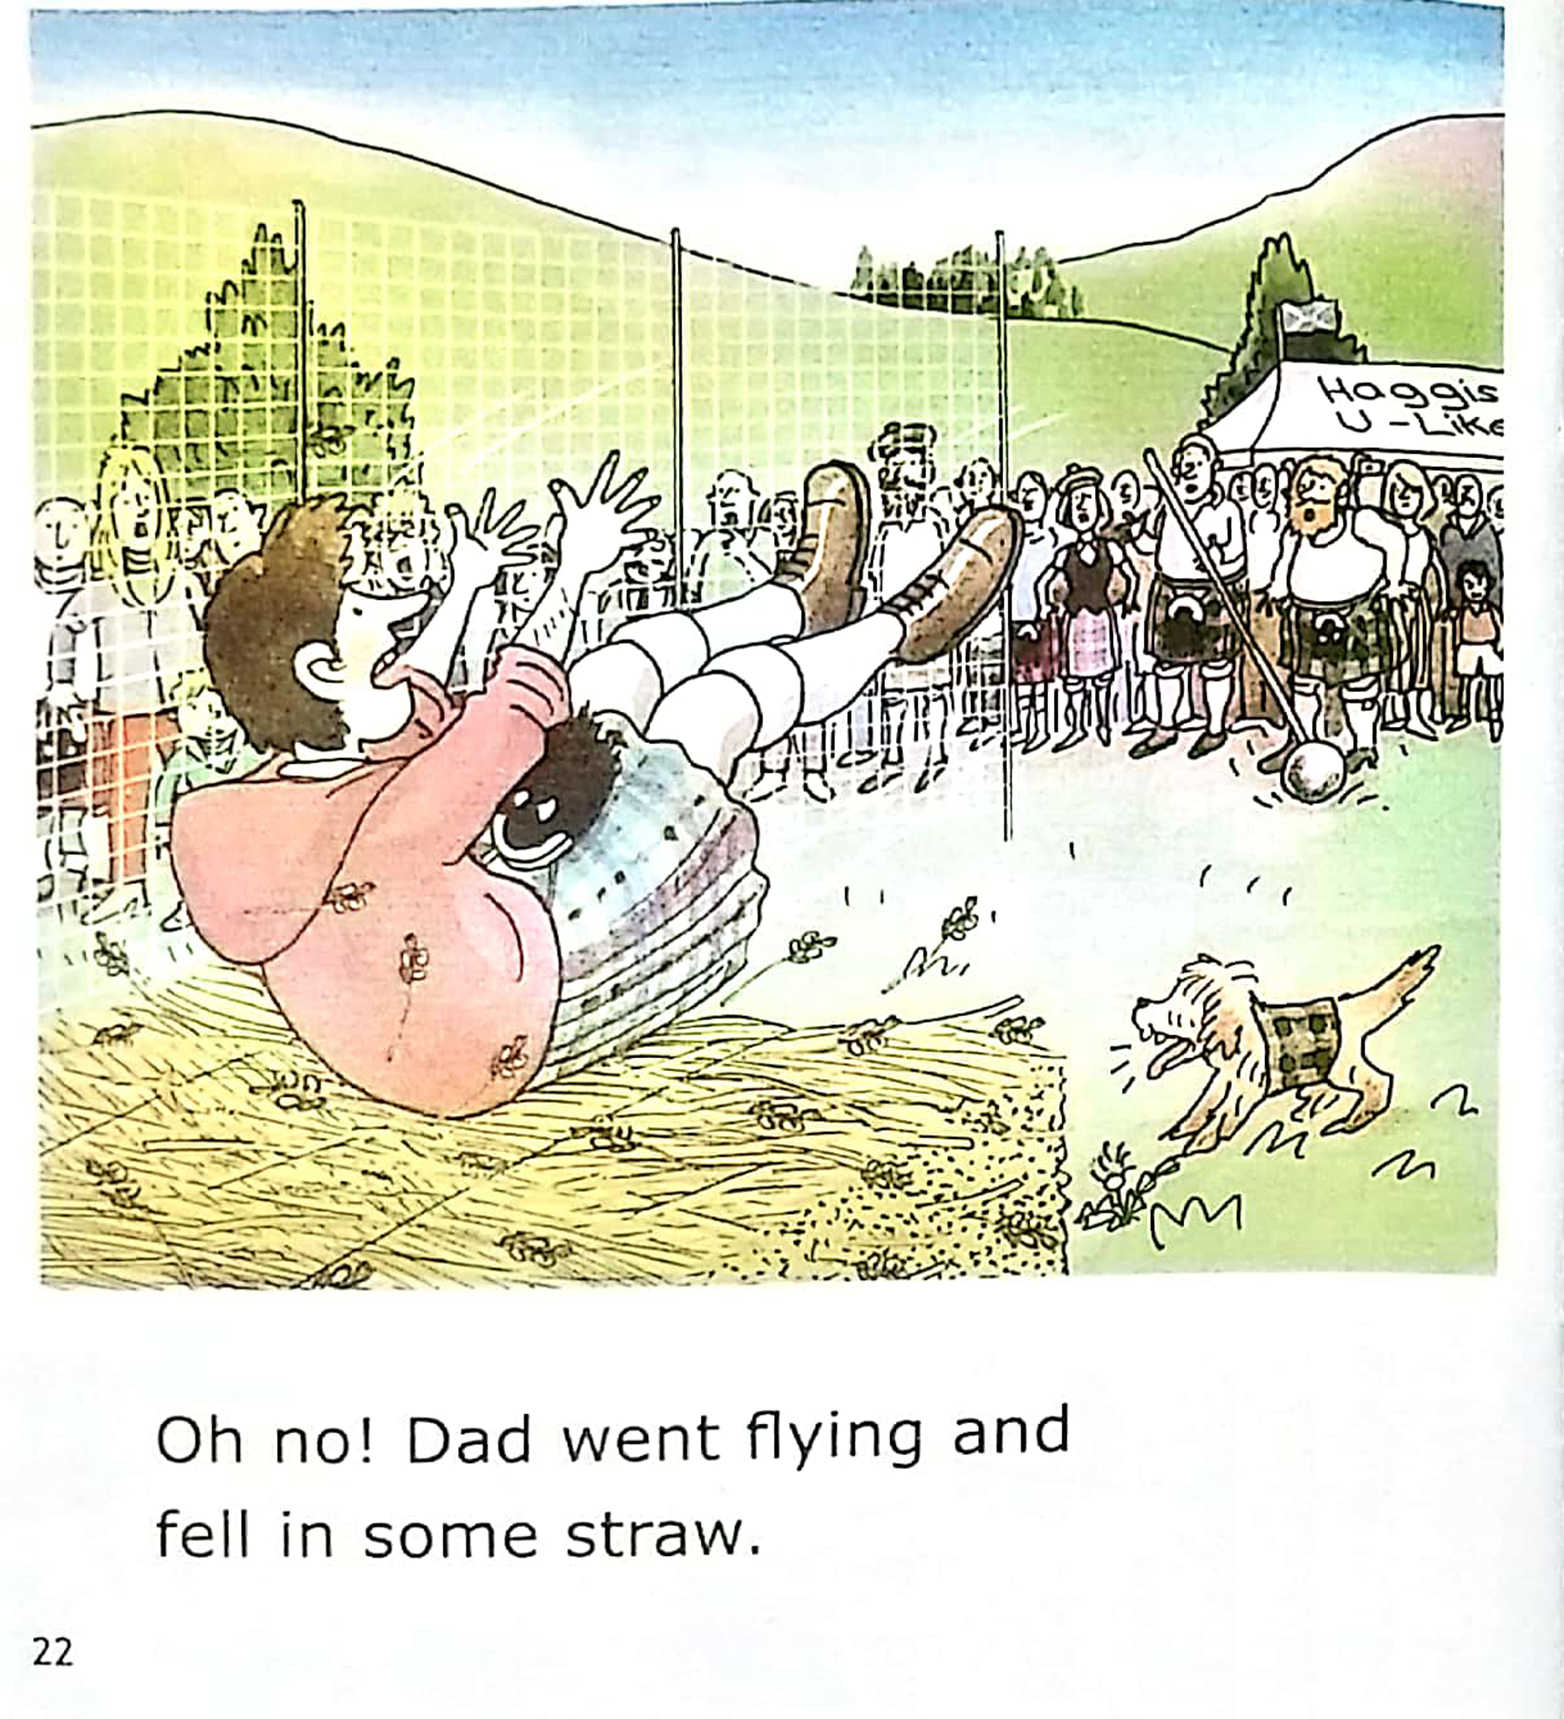 Haggis
U-Like
Oh no! Dad went flying and
fell in some straw.
22